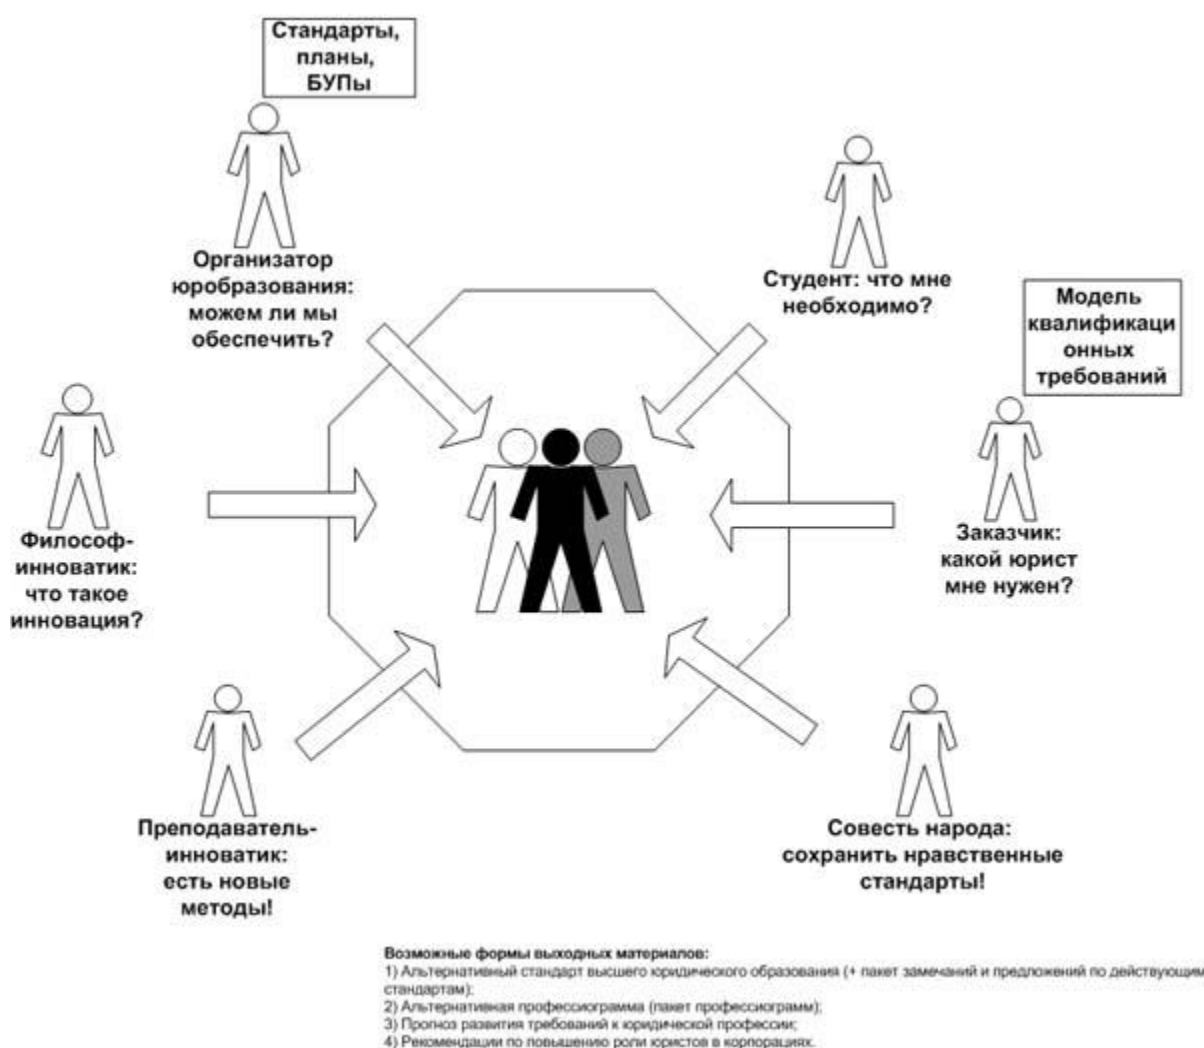 Стандарты,
планы,
БУПы
Организатор
юробразования:
можем ли мы
обеспечить?
Студент: что мне
необходимо?
Модель
квалификаци
онных
требований
Философ-
инноватик:
что такое
инновация?
Заказчик:
какой юрист
мне нужен?
Преподаватель-
инноватик:
есть новые
методы!
Совесть народа:
сохранить нравственные
стандарты!
Возможные формы выходных материалов:
1) Альтернативный стандарт высшего юридического образования (+ пакет замечаний и предложений по действующим
стандартам);
2) Альтернативная профессиограмма (пакет профессиограмм);
3) Прогноз развития требований к юридической профессии;
4) Рекомендации по повышению роли юристов в корпорациях.